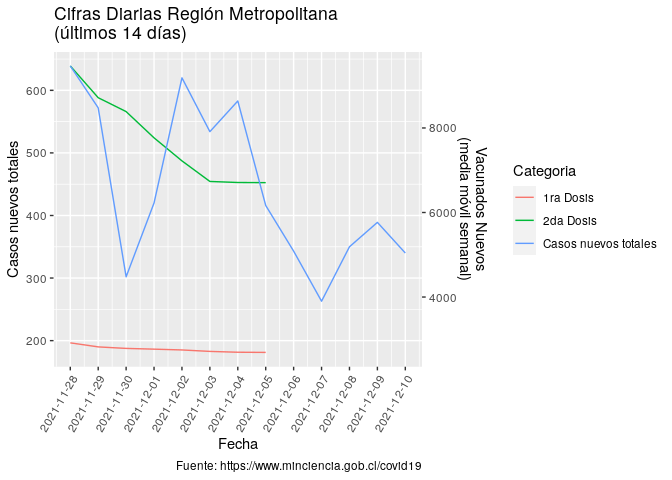 Cifras Diarias Región Metropolitana
(últimos 14 días)
Casos nuevos totales
600
500
400
300
200
8000
6000
4000
Vacunados Nuevos
(media móvil semanal)
2021-11-28
2021-11-29
2021-11-30
2021-12-01
2021-12-02
2021-12-03
2021-12-04
2021-12-05
2021-12-06
2021-12-07
2021-12-08
2021-12-09
2021-12-10
Fecha
Fuente: https://www.minciencia.gob.cl/covid19
Categoria
1ra Dosis
2da Dosis
Casos nuevos totales